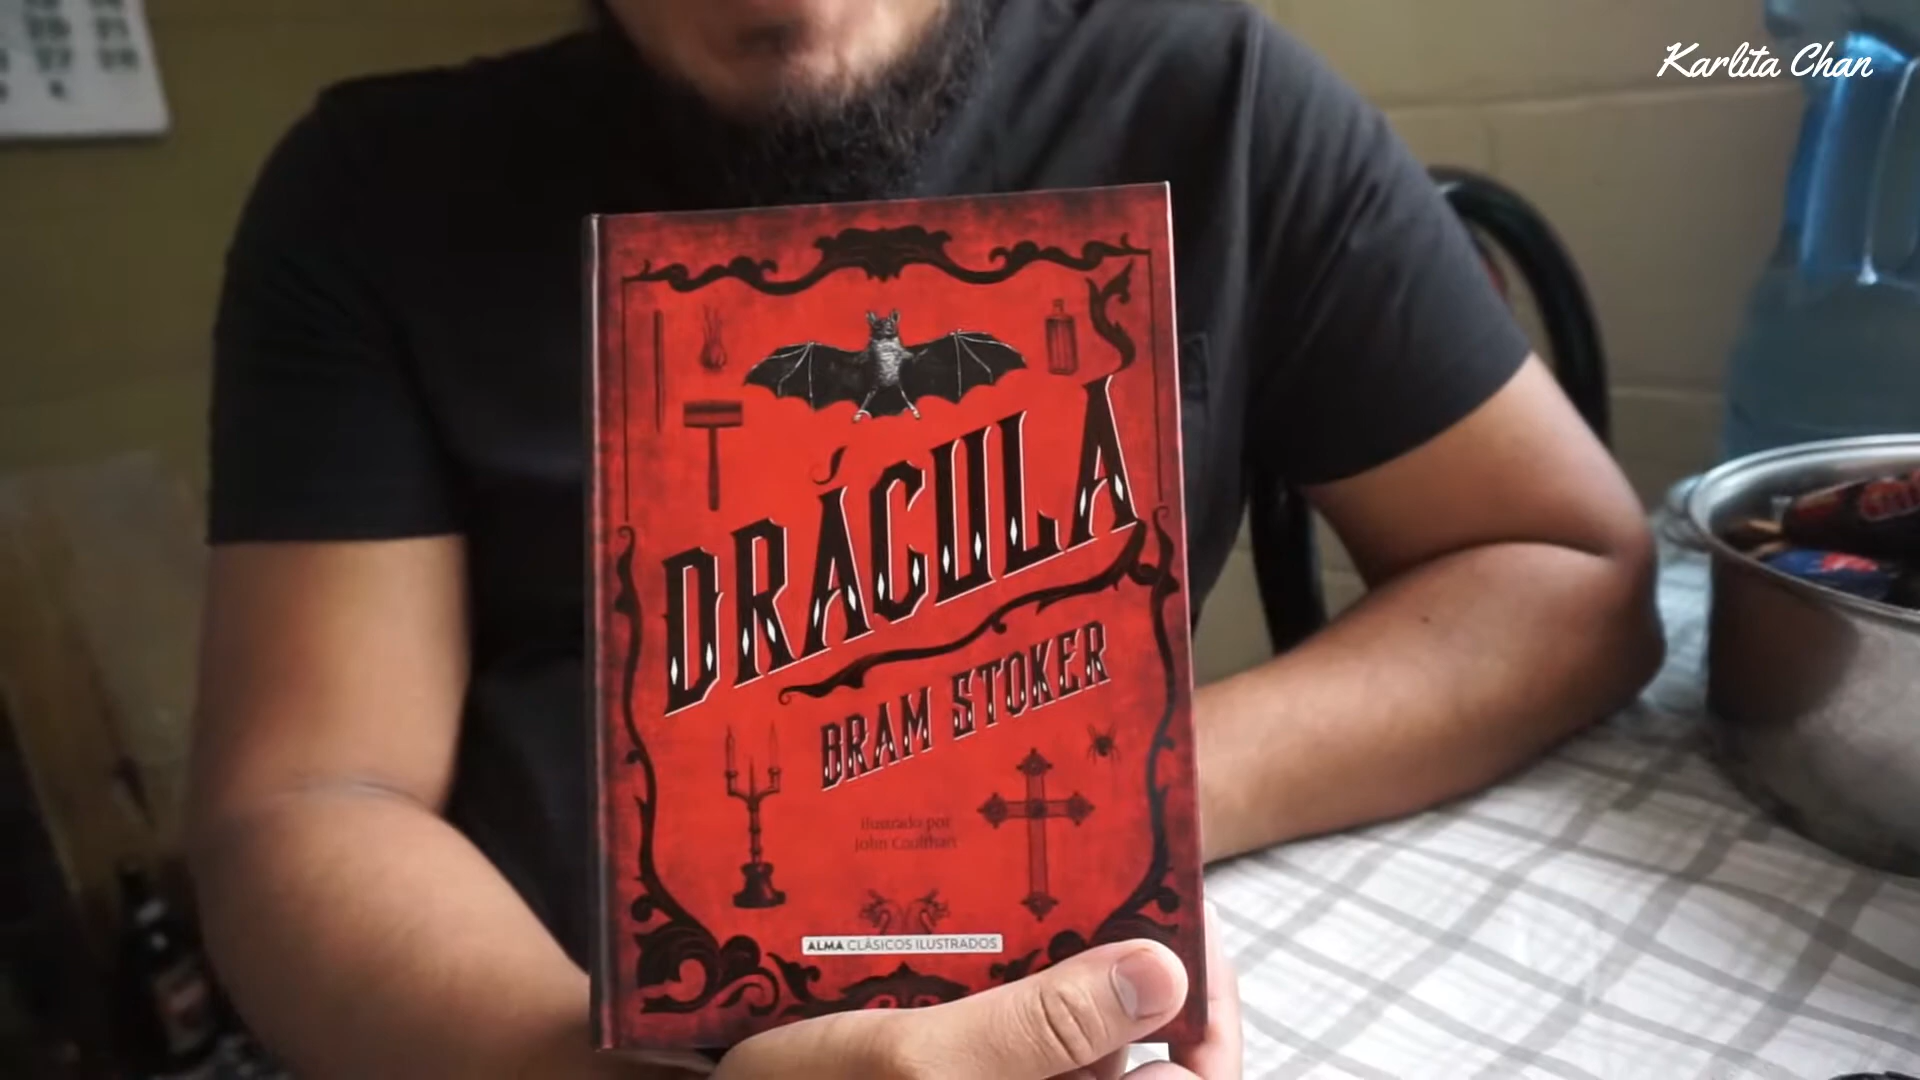 Karlita Chan
DRÁCULA
BRAM STOKER
ilustrado por
John Coulthart
ALMA CLÁSICOS ILUSTRADOS